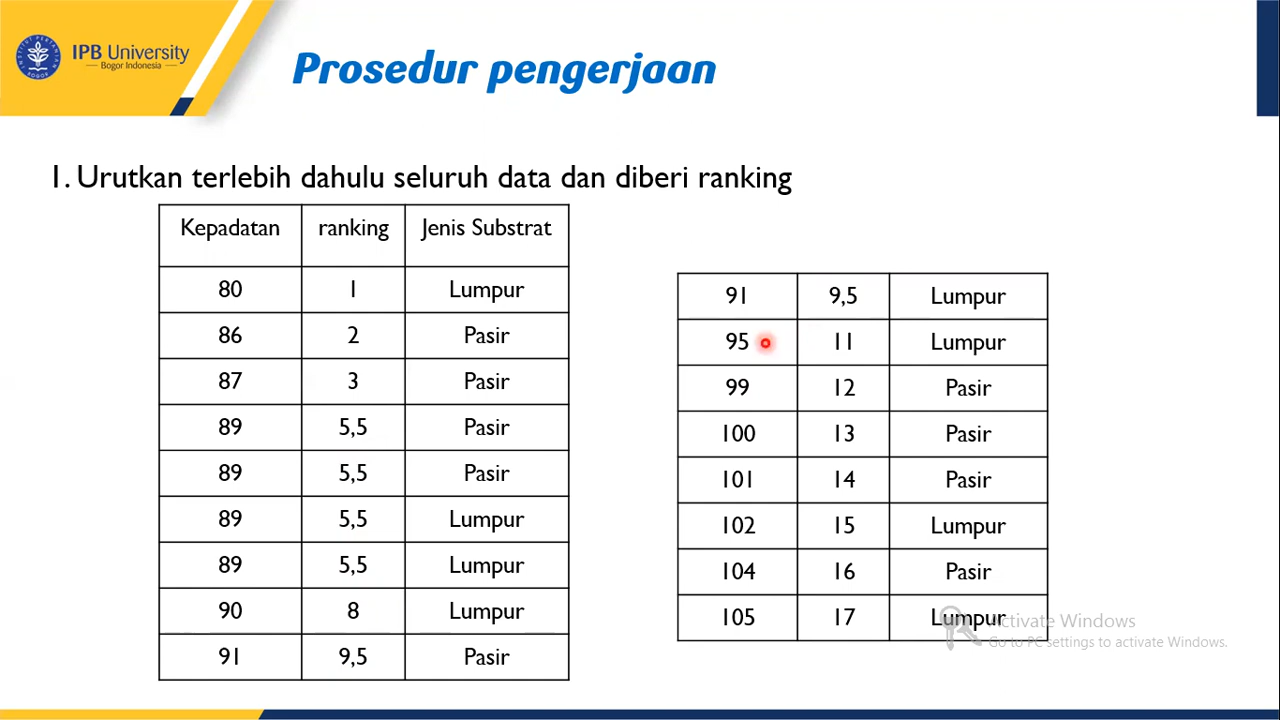 IPB University
Bogor Indonesia
Prosedur pengerjaan
1. Urutkan terlebih dahulu seluruh data dan diberi ranking
Kepadatan ranking Jenis Substrat
80 1 Lumpur
86 2 Pasir
87 3 Pasir
89 5,5 Pasir
89 5,5 Pasir
89 5,5 Lumpur
89 5,5 Lumpur
90 8 Lumpur
91 9,5 Pasir
91 9,5 Lumpur
95 11 Lumpur
99 12 Pasir
100 13 Pasir
101 14 Pasir
102 15 Lumpur
104 16 Pasir
105 17 Lumpur
Activate Windows
Go to PC settings to activate Windows.